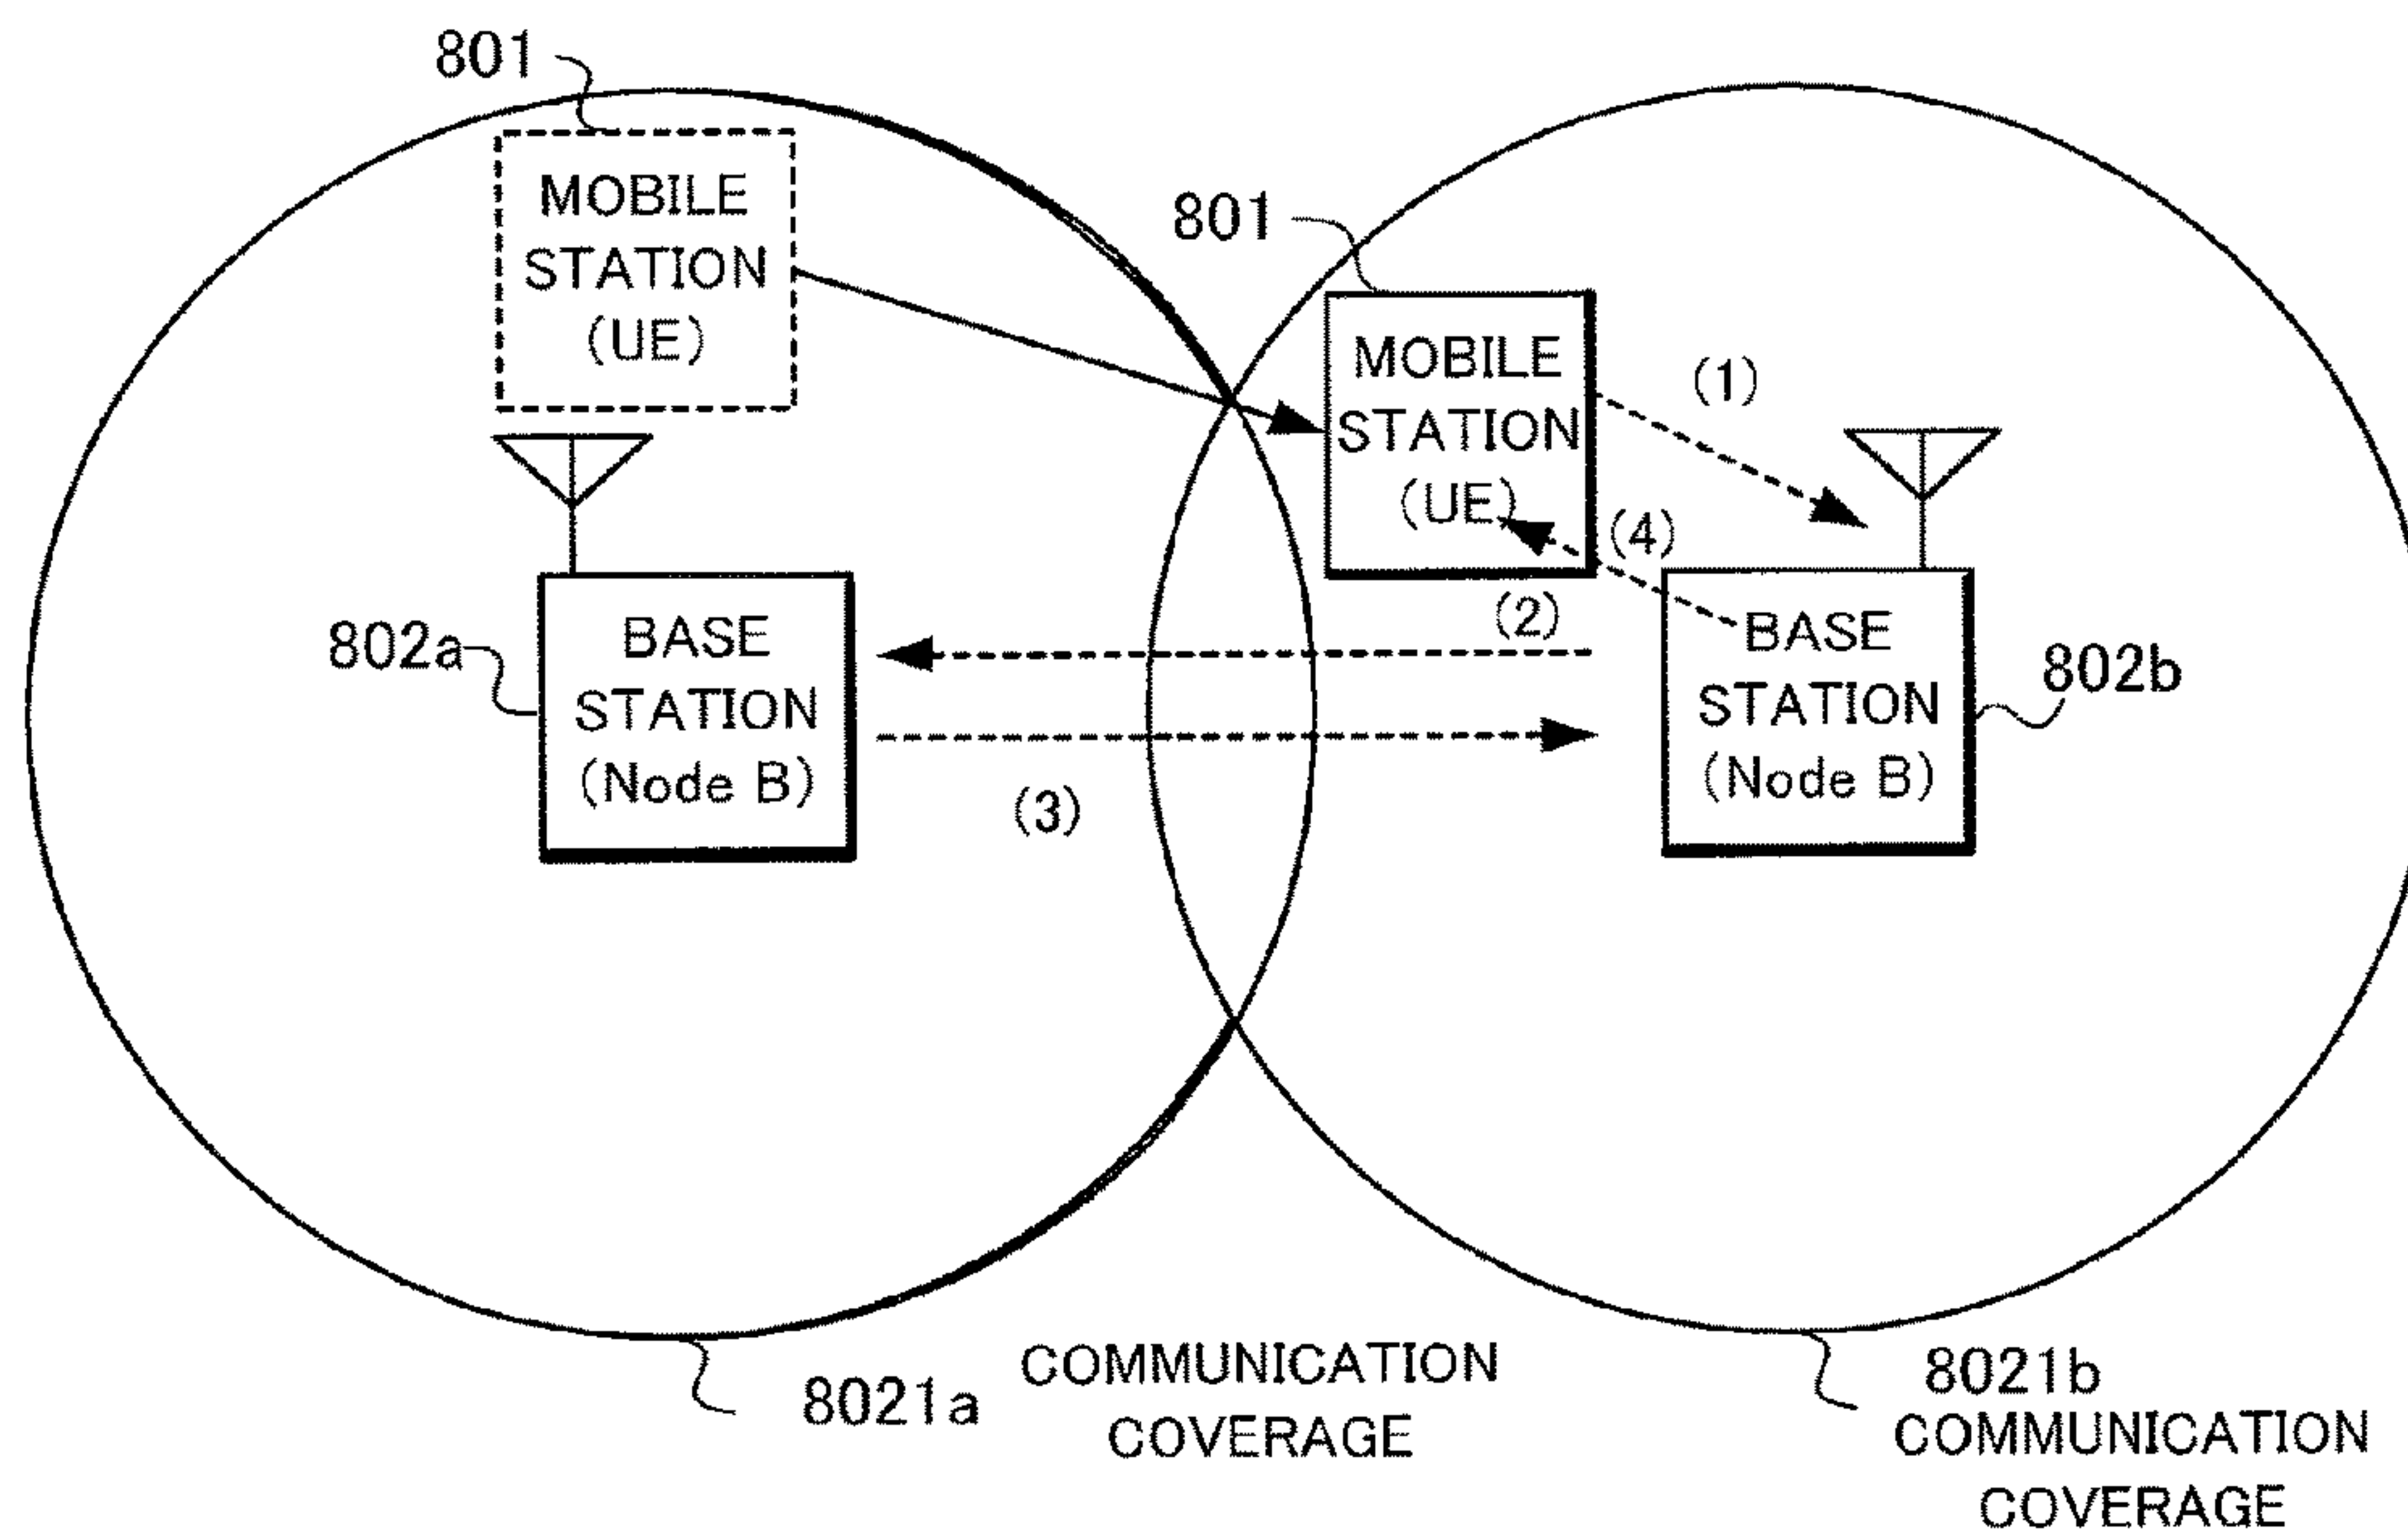 801
MOBILE
STATION
(UE)
801
MOBILE
STATION
(UE)
(1)
(4)
(2)
802a
BASE
STATION
(Node B)
BASE
STATION
(Node B)
802b
(3)
8021a
COMMUNICATION
COVERAGE
8021b
COMMUNICATION
COVERAGE